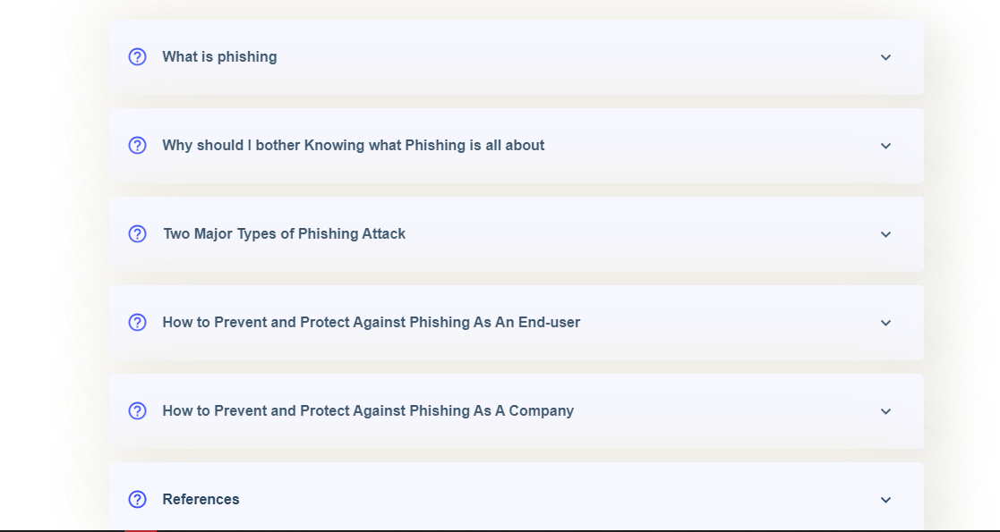 What is phishing
Why should I bother Knowing what Phishing is all about
Two Major Types of Phishing Attack
How to Prevent and Protect Against Phishing As An End-user
How to Prevent and Protect Against Phishing As A Company
References